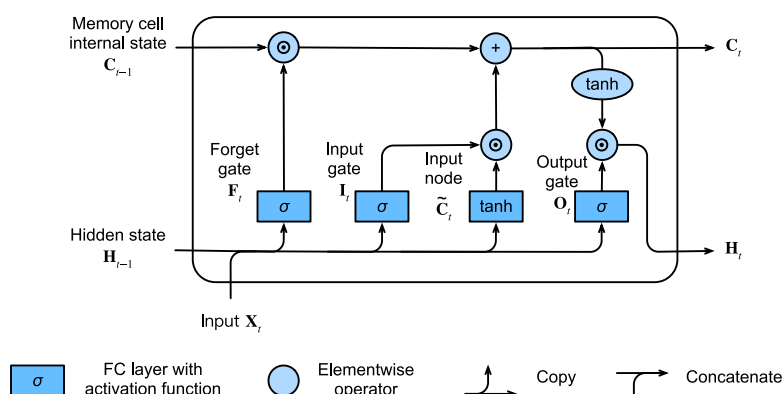 Memory cell
internal state
C_{t-1}
⊙
+
C_t
tanh
⊙
⊙
Forget
gate
F_t
Input
gate
I_t
Input
node
C̃_t
Output
gate
O_t
σ
σ
tanh
σ
Hidden state
H_{t-1}
H_t
Input X_t
σ
FC layer with
activation function
Elementwise
operator
Copy
Concatenate